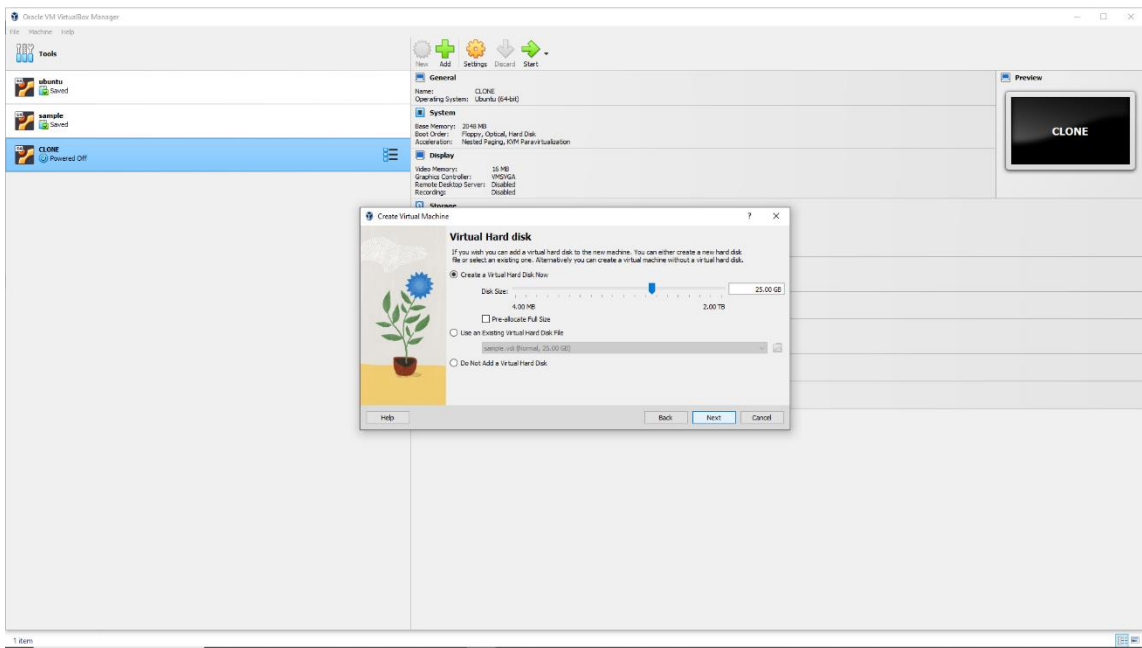 Oracle VM VirtualBox Manager
File Machine Help
Tools
New Add Settings Discard Start
ubuntu
Saved
sample
Saved
CLONE
Powered Off
General
Name: CLONE
Operating System: Ubuntu (64-bit)
System
Base Memory: 2048 MB
Boot Order: Floppy, Optical, Hard Disk
Acceleration: Nested Paging, KVM Paravirtualization
Display
Video Memory: 16 MB
Graphics Controller: VMSVGA
Remote Desktop Server: Disabled
Recording: Disabled
Storage
Preview
CLONE
Create Virtual Machine ? ×
Virtual Hard disk
If you wish you can add a virtual hard disk to the new machine. You can either create a new hard disk
file or select an existing one. Alternatively you can create a virtual machine without a virtual hard disk.
Create a Virtual Hard Disk Now
Disk Size: 25.00 GB
4.00 MB 2.00 TB
Pre-allocate Full Size
Use an Existing Virtual Hard Disk File
sample.vdi (Normal, 25.00 GB)
Do Not Add a Virtual Hard Disk
Help Back Next Cancel
1 item